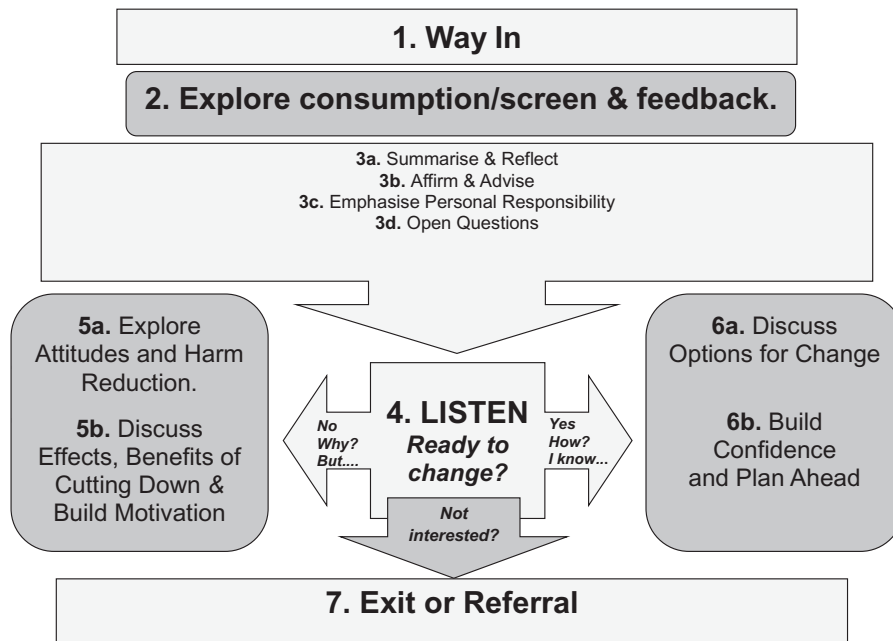 1. Way In
2. Explore consumption/screen & feedback.
3a. Summarise & Reflect
3b. Affirm & Advise
3c. Emphasise Personal Responsibility
3d. Open Questions
5a. Explore
Attitudes and Harm
Reduction.
5b. Discuss
Effects, Benefits of
Cutting Down &
Build Motivation
No
Why?
But....
4. LISTEN
Ready to
change?
Yes
How?
I know...
Not
interested?
6a. Discuss
Options for Change
6b. Build
Confidence
and Plan Ahead
7. Exit or Referral